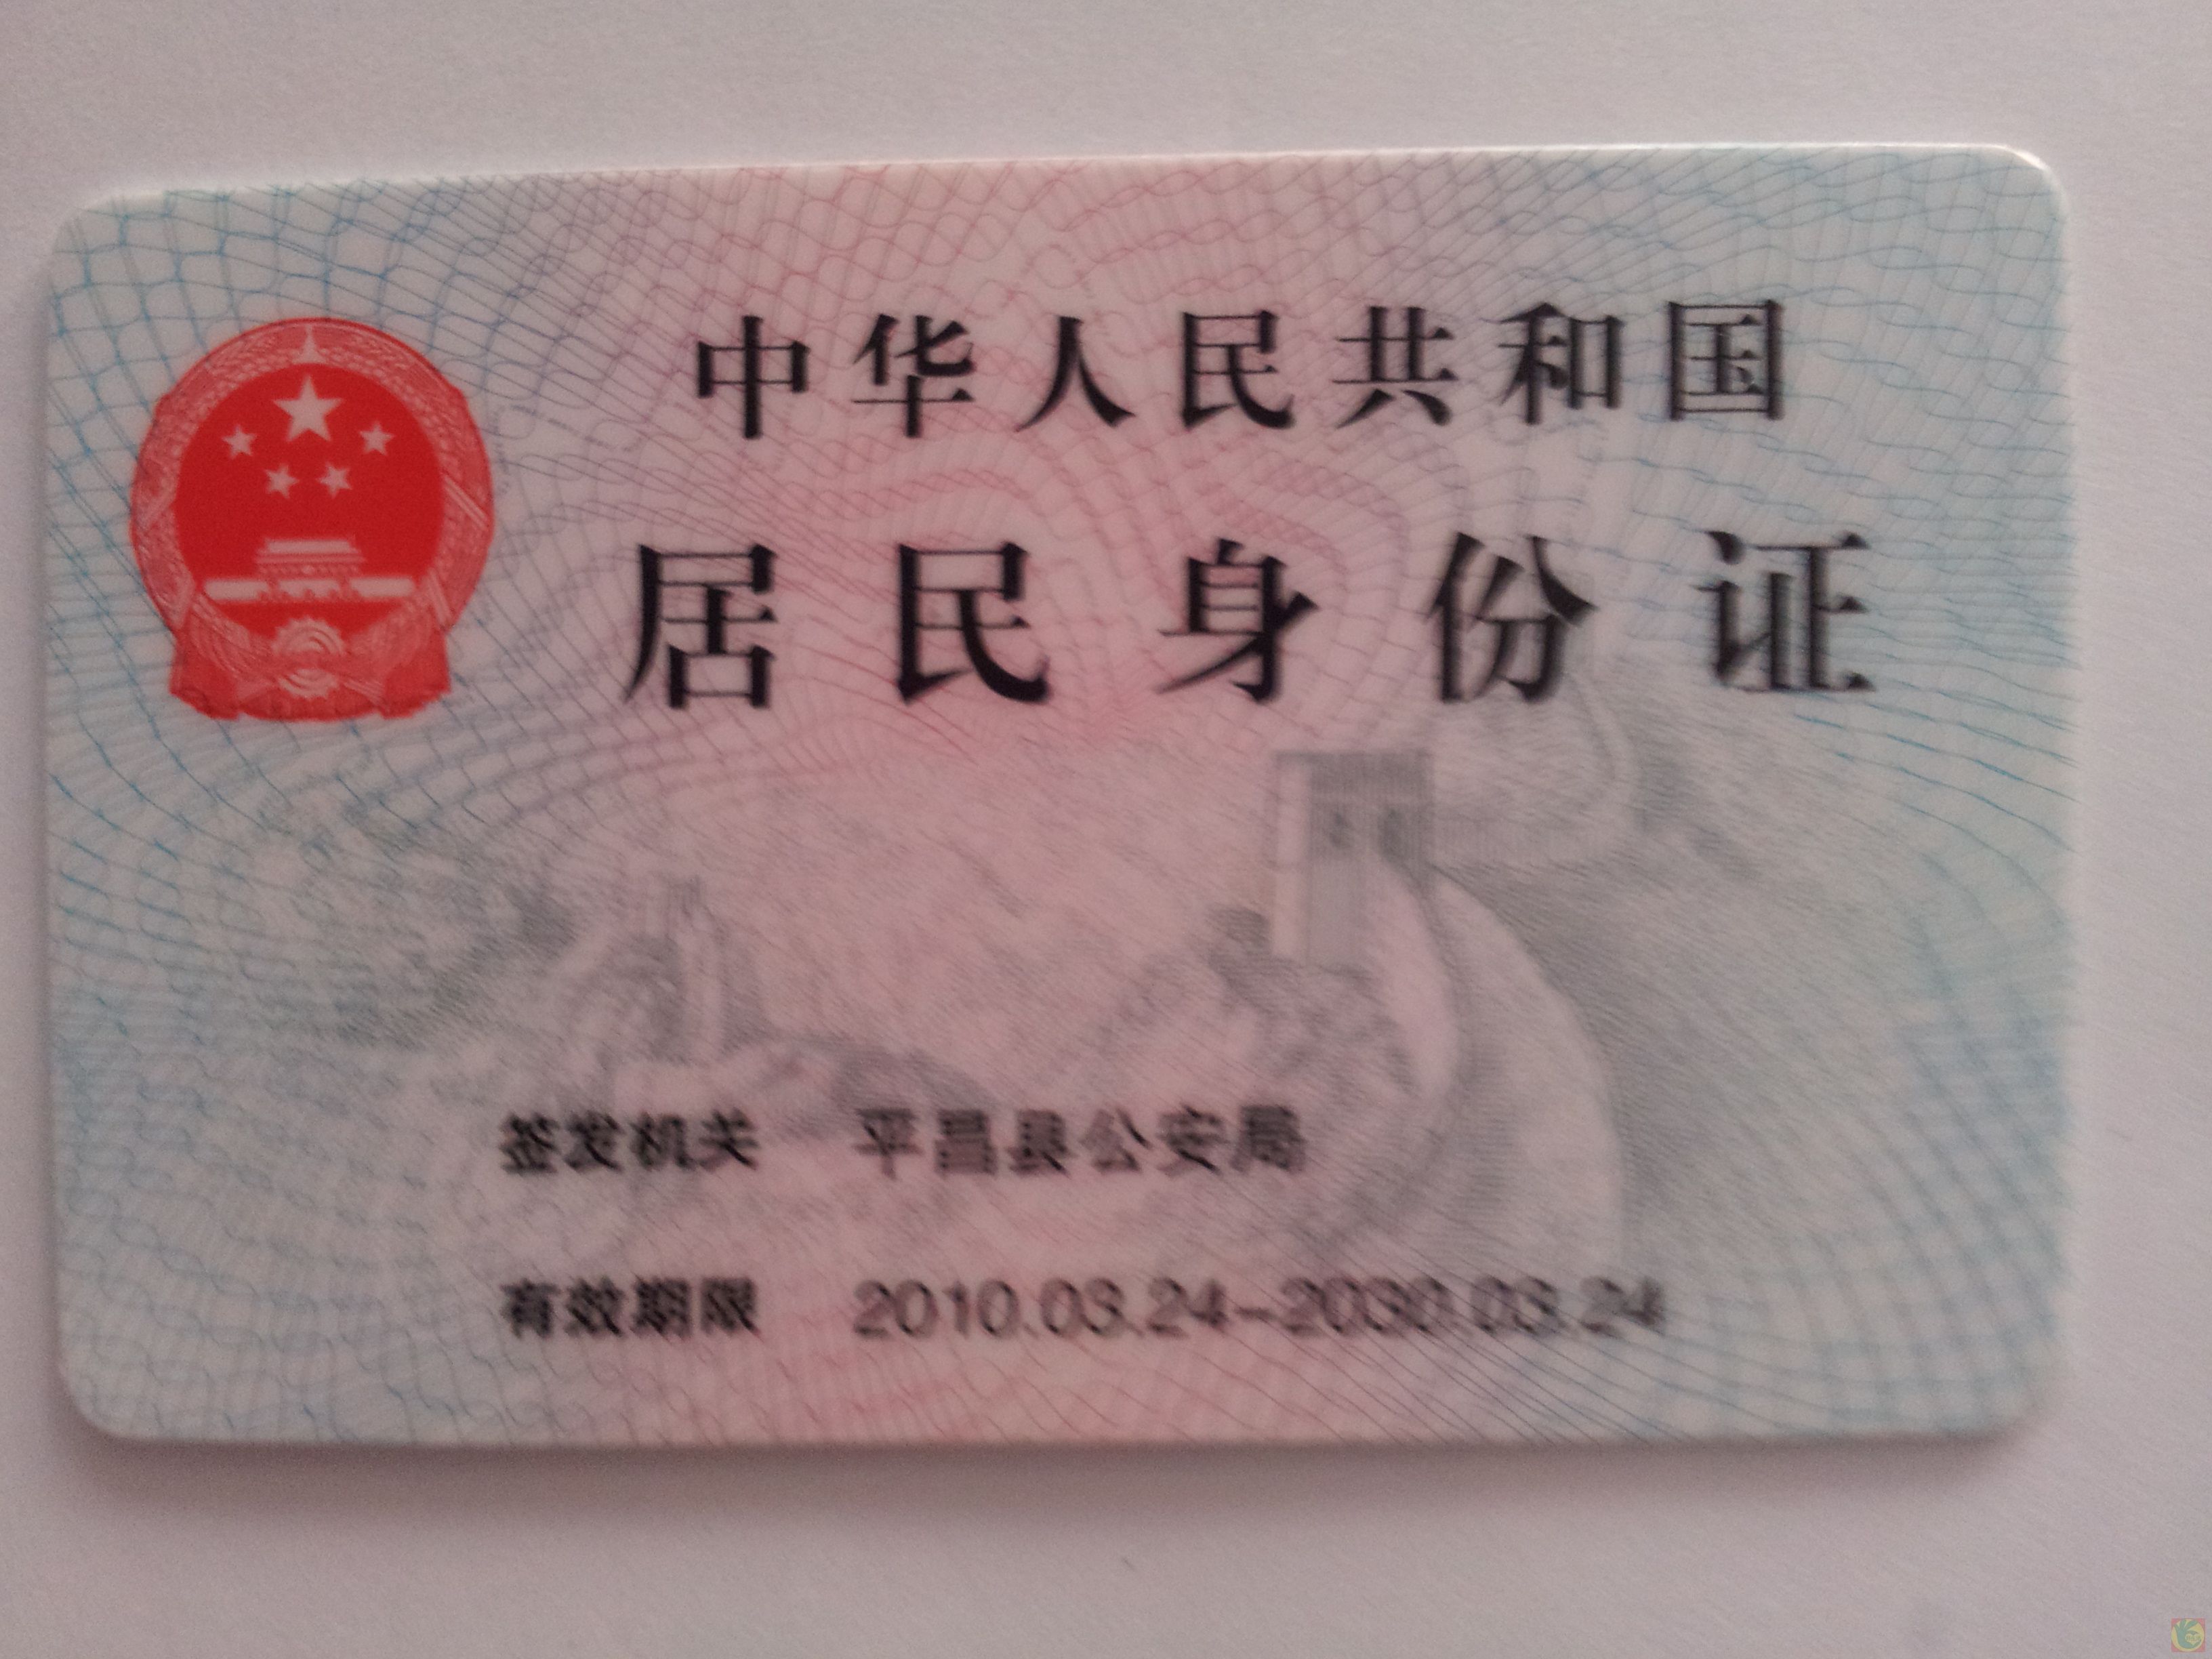 中华人民共和国
居民身份证
签发机关 平昌县公安局
有效期限 2010.03.24-2030.03.24